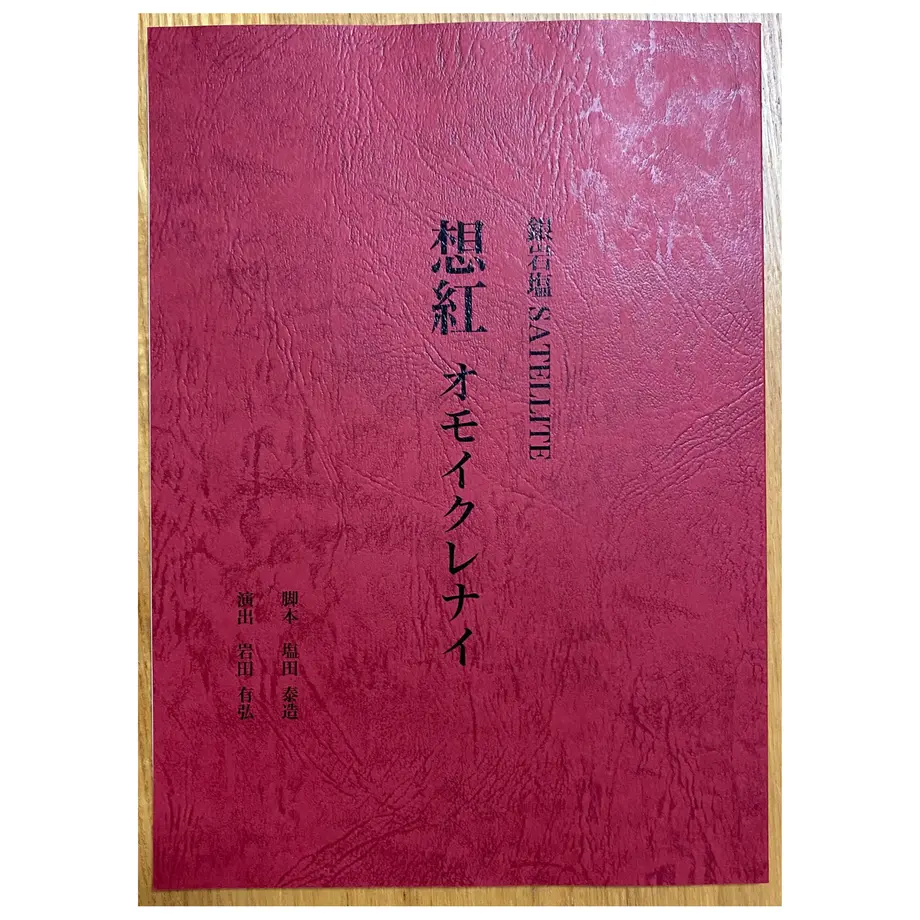 銀岩塩 SATELLITE
想紅 オモイクレナイ
脚本 塩田 泰造
演出 岩田 有弘